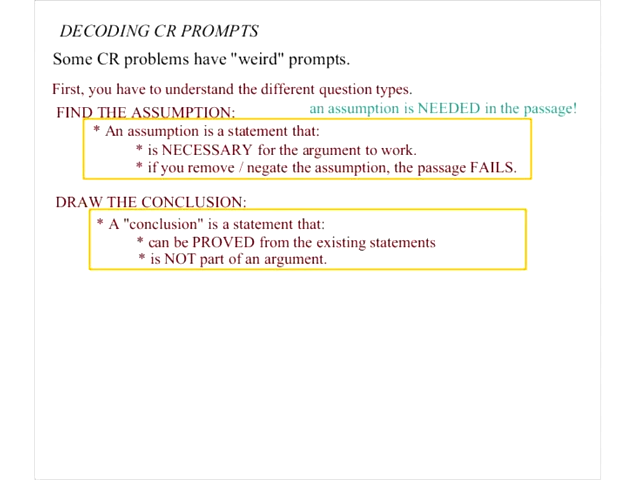 DECODING CR PROMPTS
Some CR problems have "weird" prompts.
First, you have to understand the different question types.
FIND THE ASSUMPTION: an assumption is NEEDED in the passage!
* An assumption is a statement that:
* is NECESSARY for the argument to work.
* if you remove / negate the assumption, the passage FAILS.
DRAW THE CONCLUSION:
* A "conclusion" is a statement that:
* can be PROVED from the existing statements
* is NOT part of an argument.